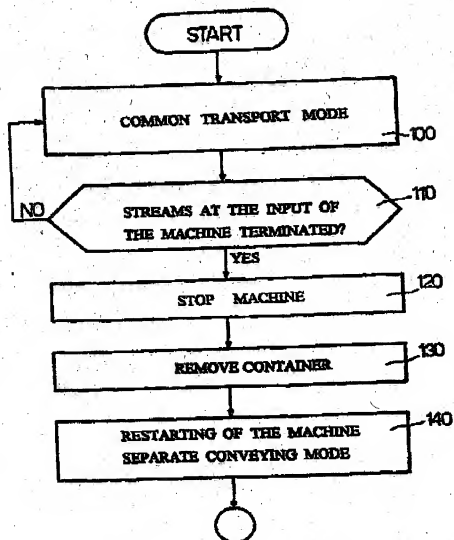 START
COMMON TRANSPORT MODE
100
STREAMS AT THE INPUT OF
THE MACHINE TERMINATED?
110
NO
YES
STOP MACHINE
120
REMOVE CONTAINER
130
RESTARTING OF THE MACHINE
SEPARATE CONVEYING MODE
140